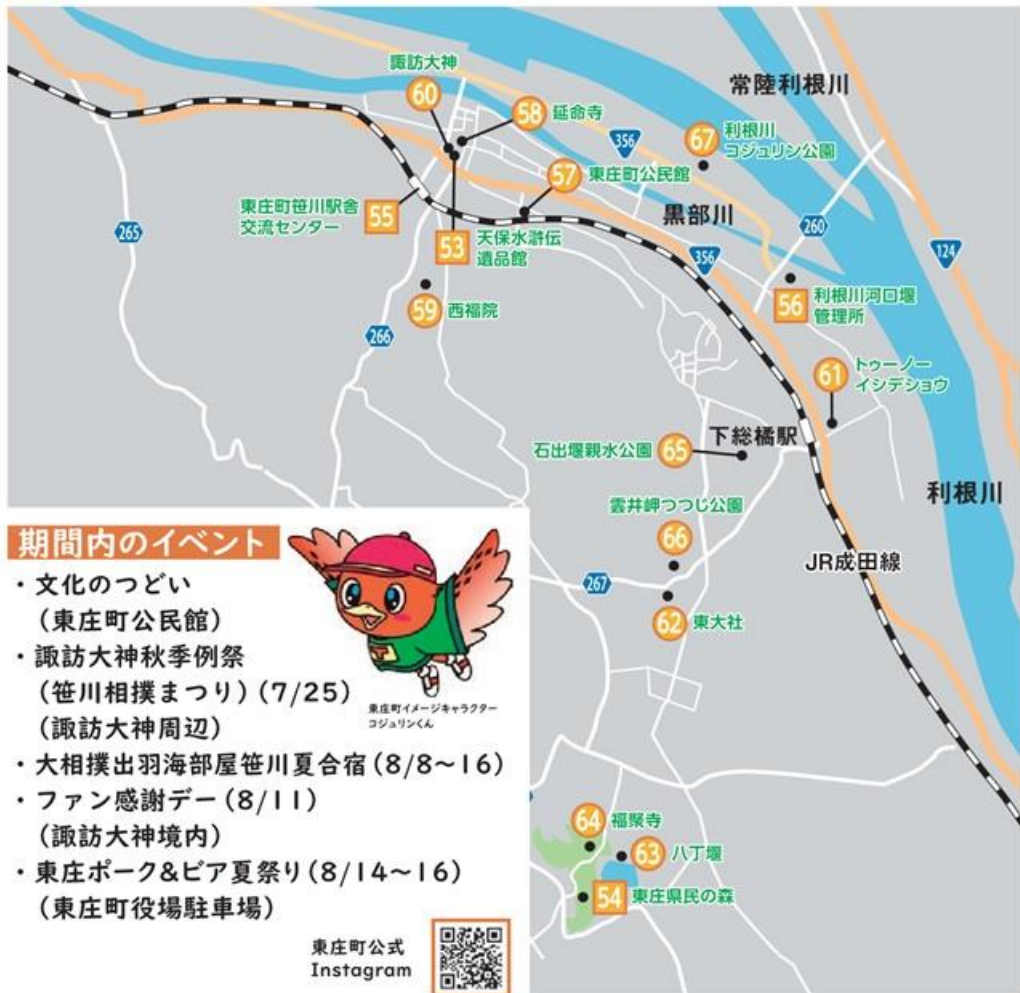 常陸利根川
諏訪大神
60
58
延命寺
356
67
利根川
コジュリン公園
57
東庄町公民館
265
東庄町笹川駅舎
交流センター
55
53
天保水滸伝
遺品館
黒部川
260
356
124
59
西福院
56
利根川河口堰
管理所
266
61
トゥーノー
イシデショウ
下総橘駅
石出堰親水公園
65
利根川
雲井岬つつじ公園
66
JR成田線
267
62
東大社
64
福聚寺
63
八丁堰
54
東庄県民の森
期間内のイベント
・文化のつどい
(東庄町公民館)
・諏訪大神秋季例祭
(笹川相撲まつり)(7/25)
(諏訪大神周辺)
・大相撲出羽海部屋笹川夏合宿(8/8~16)
・ファン感謝デー(8/11)
(諏訪大神境内)
・東庄ポーク&ビア夏祭り(8/14~16)
(東庄町役場駐車場)
東庄町イメージキャラクター
コジュリンくん
東庄町公式
Instagram